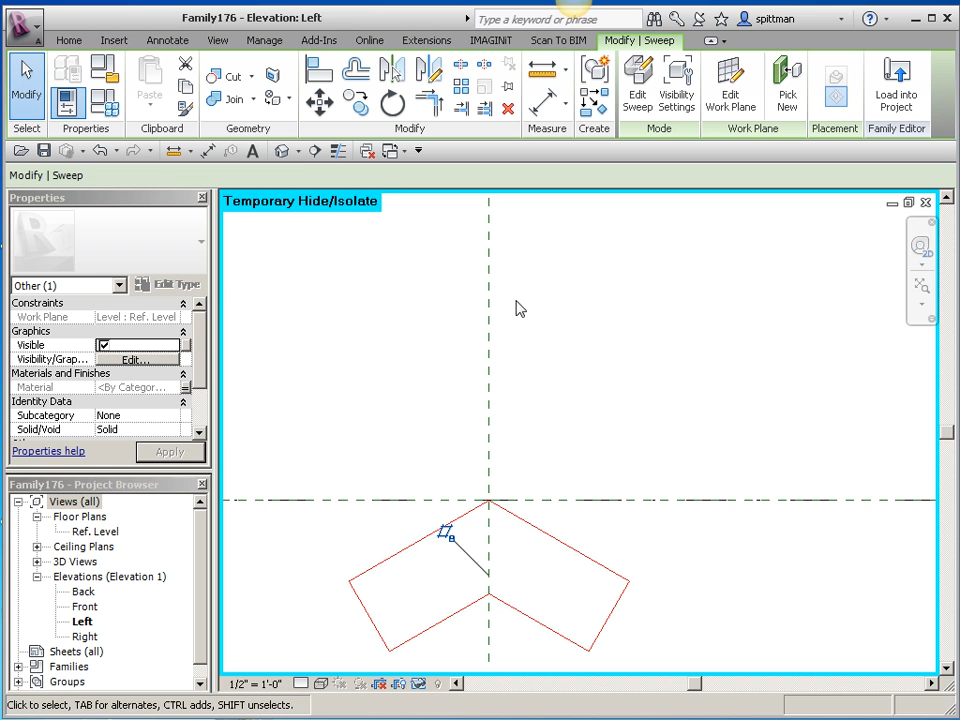 Family176 - Elevation: Left
Type a keyword or phrase
spittman
Home Insert Annotate View Manage Add-Ins Online Extensions IMAGINiT Scan To BIM Modify | Sweep
Modify Paste Cut Join Edit Sweep Visibility Settings Edit Work Plane Pick New Load into Project
Select Properties Clipboard Geometry Modify Measure Create Mode Work Plane Placement Family Editor
Modify | Sweep
Properties
Other (1) Edit Type
Constraints
Work Plane Level : Ref. Level
Graphics
Visible
Visibility/Grap... Edit...
Materials and Finishes
Material <By Categor...
Identity Data
Subcategory None
Solid/Void Solid
Properties help Apply
Family176 - Project Browser
Views (all)
Floor Plans
Ref. Level
Ceiling Plans
3D Views
Elevations (Elevation 1)
Back
Front
Left
Right
Sheets (all)
Families
Groups
Temporary Hide/Isolate
2D
1/2" = 1'-0"
Click to select, TAB for alternates, CTRL adds, SHIFT unselects.